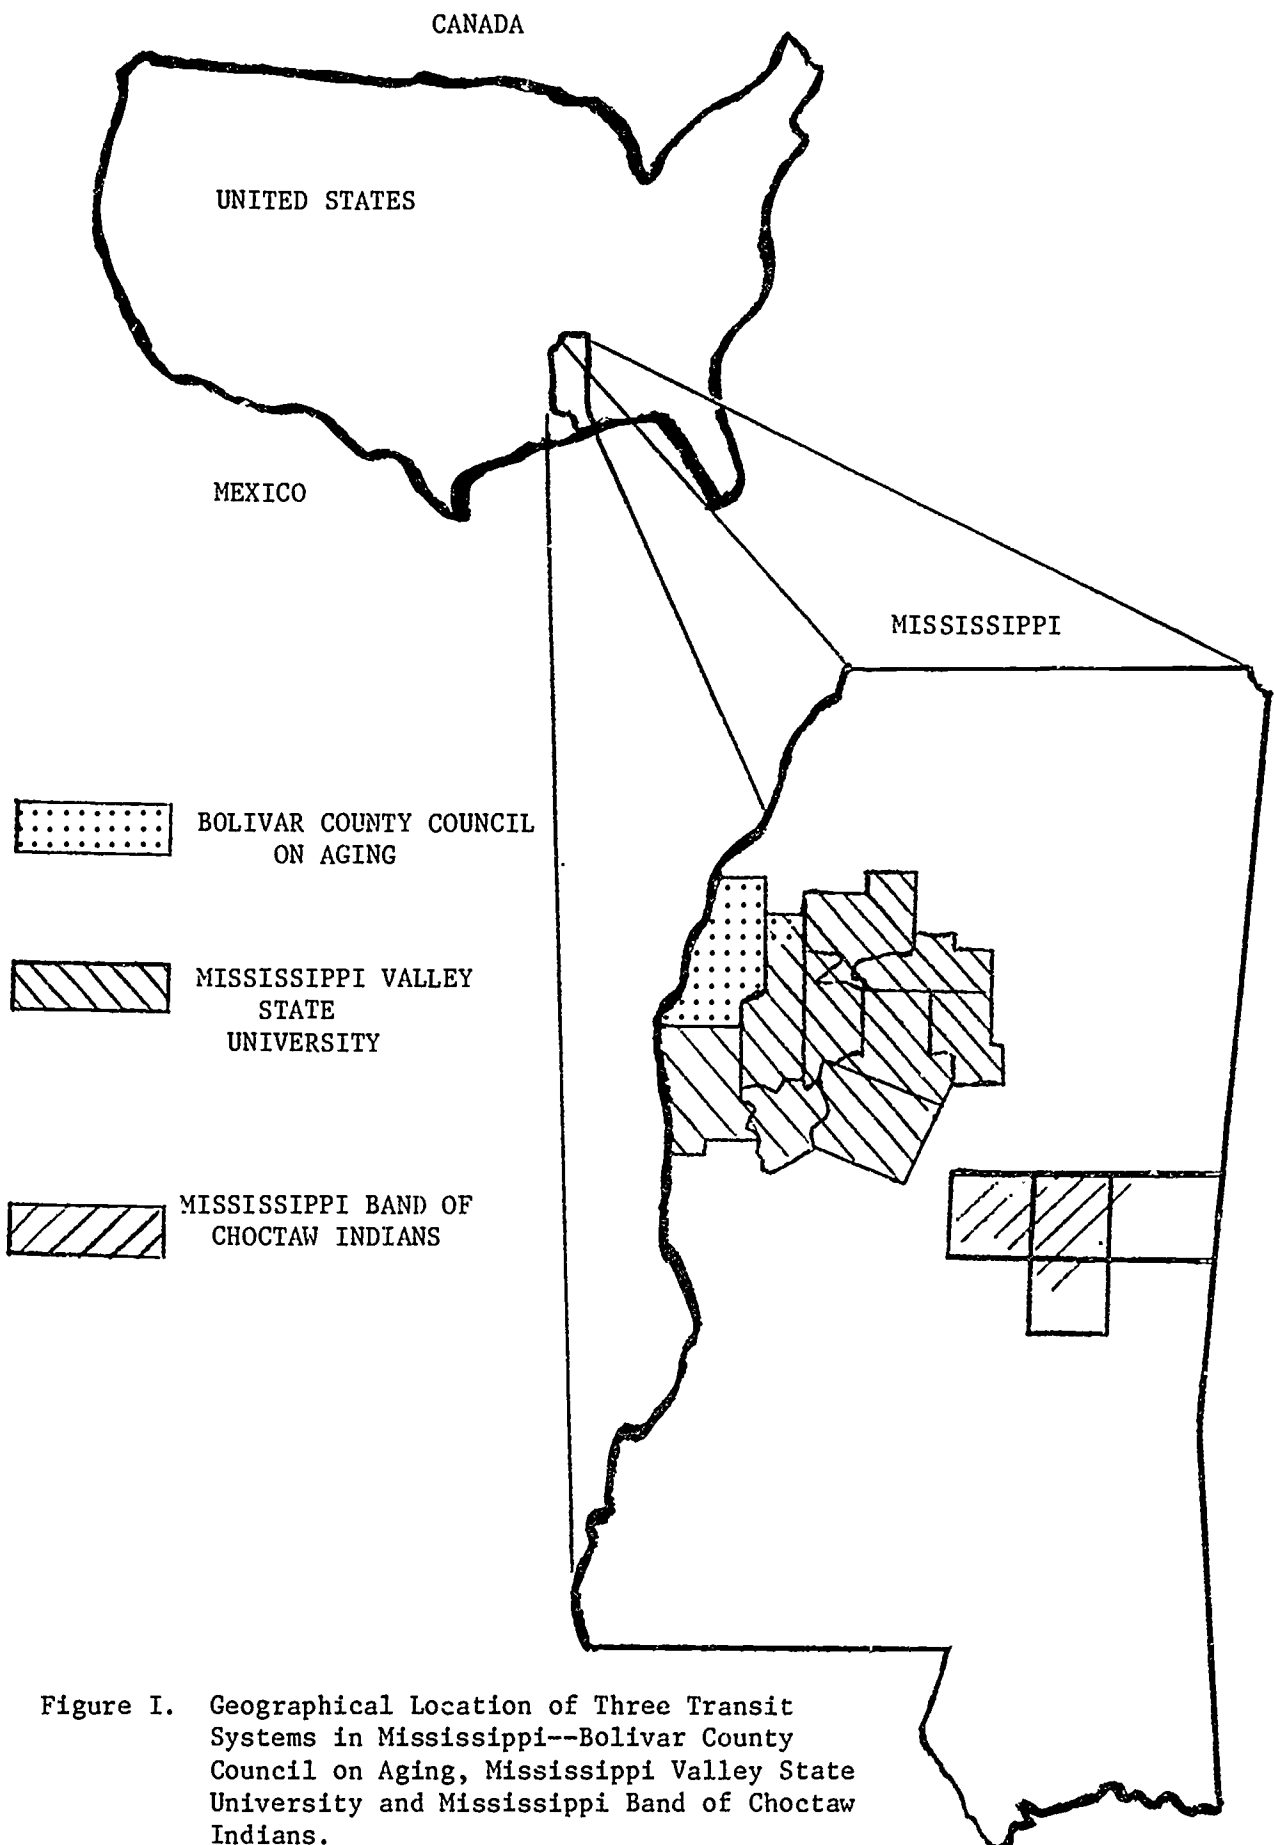 CANADA
UNITED STATES
MEXICO
MISSISSIPPI
BOLIVAR COUNTY COUNCIL
ON AGING
MISSISSIPPI VALLEY
STATE
UNIVERSITY
MISSISSIPPI BAND OF
CHOCTAW INDIANS
Figure I. Geographical Location of Three Transit
Systems in Mississippi--Bolivar County
Council on Aging, Mississippi Valley State
University and Mississippi Band of Choctaw
Indians.